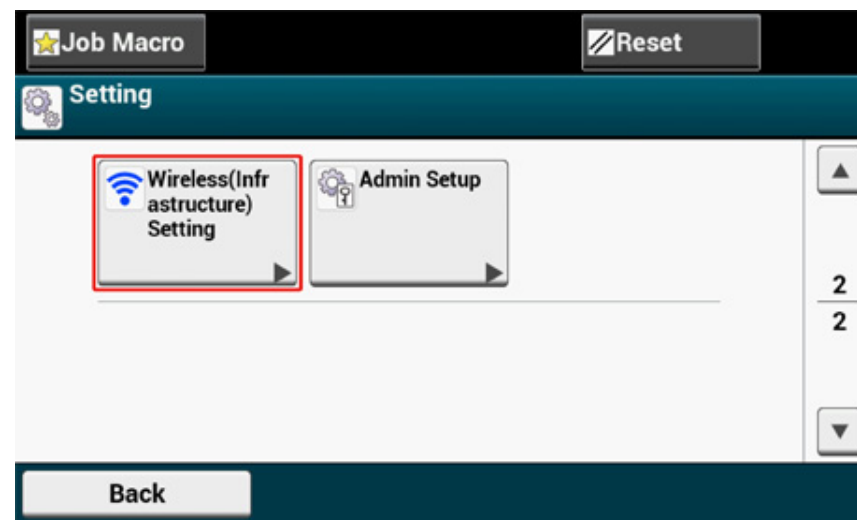 Job Macro
Reset
Setting
Wireless(Infr
astructure)
Setting
Admin Setup
2
2
Back